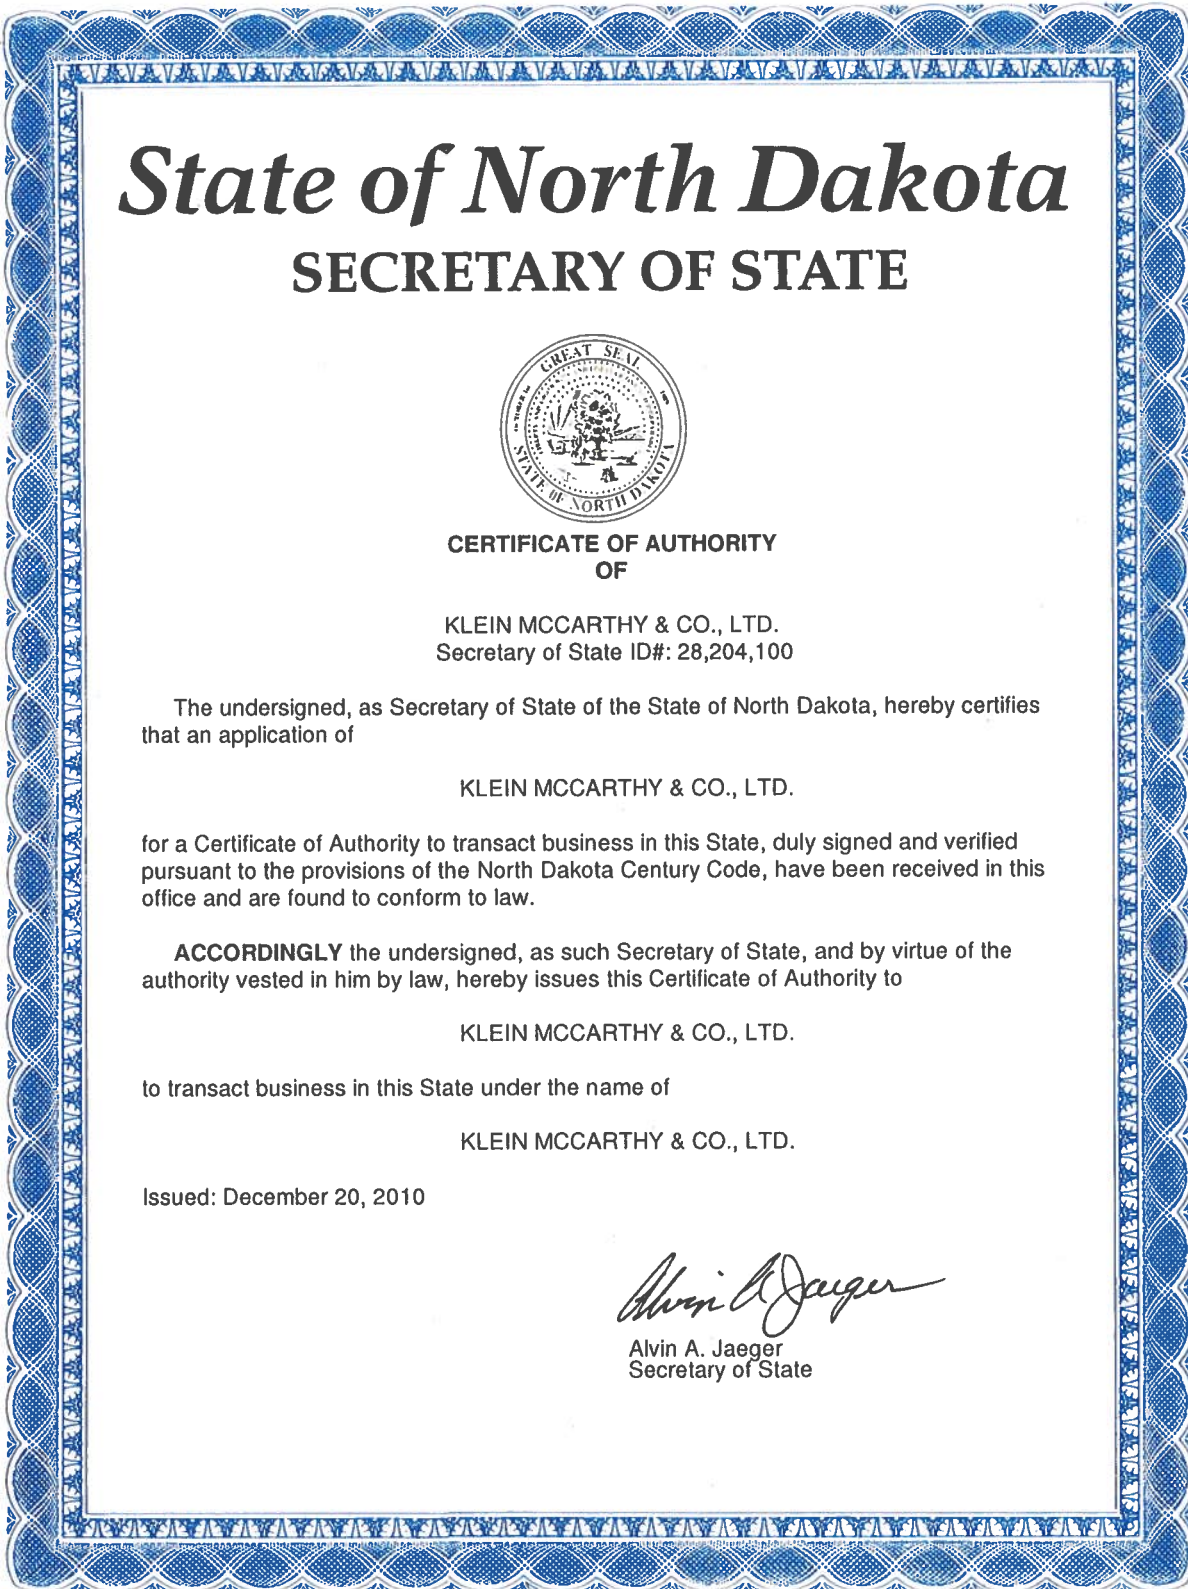 State of North Dakota
SECRETARY OF STATE
GREAT SEAL
STATE OF NORTH DAKOTA
CERTIFICATE OF AUTHORITY
OF
KLEIN MCCARTHY & CO., LTD.
Secretary of State ID#: 28,204,100
The undersigned, as Secretary of State of the State of North Dakota, hereby certifies
that an application of
KLEIN MCCARTHY & CO., LTD.
for a Certificate of Authority to transact business in this State, duly signed and verified
pursuant to the provisions of the North Dakota Century Code, have been received in this
office and are found to conform to law.
ACCORDINGLY the undersigned, as such Secretary of State, and by virtue of the
authority vested in him by law, hereby issues this Certificate of Authority to
KLEIN MCCARTHY & CO., LTD.
to transact business in this State under the name of
KLEIN MCCARTHY & CO., LTD.
Issued: December 20, 2010
Alvin A Jaeger
Alvin A. Jaeger
Secretary of State